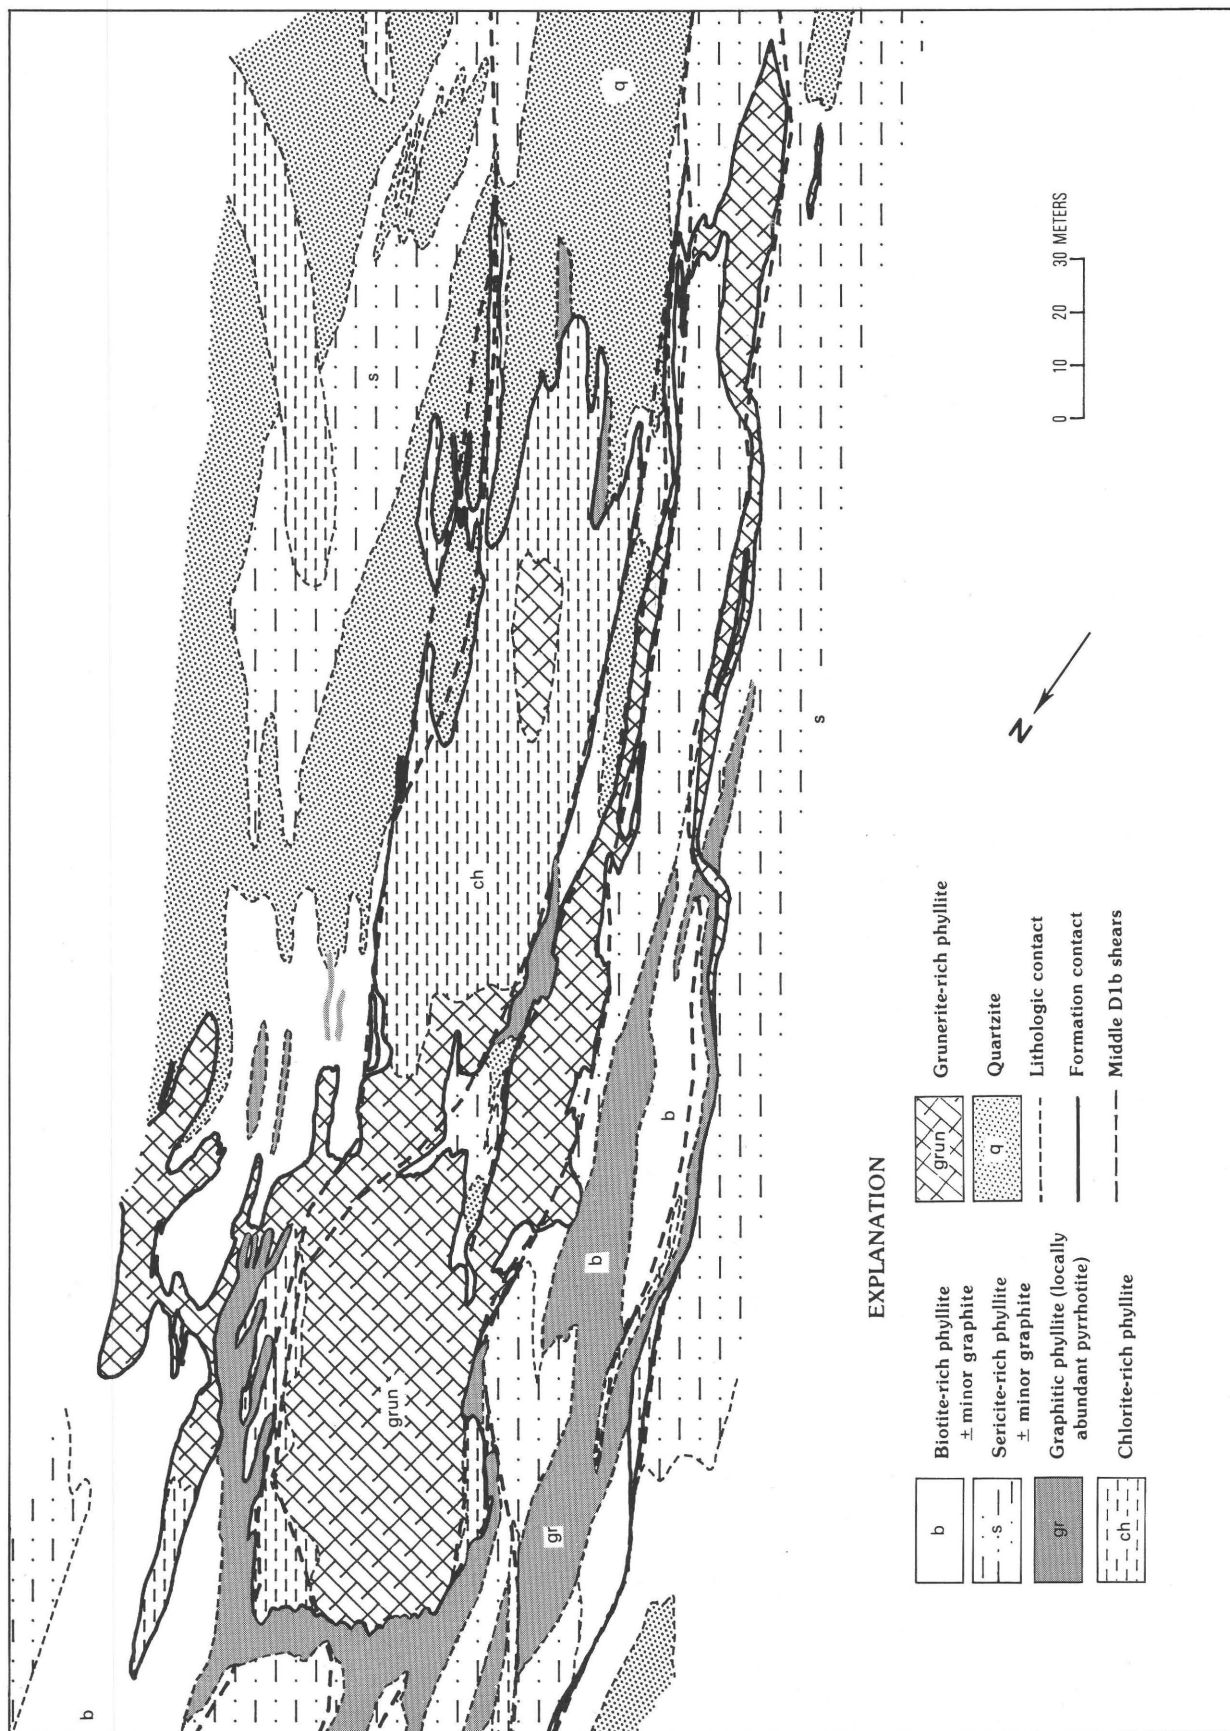 b
s
s
q
ch
s
grun
b
b
gr
0 10 20 30 METERS
N
EXPLANATION
b
Biotite-rich phyllite
± minor graphite
s
Sericite-rich phyllite
± minor graphite
gr
Graphitic phyllite (locally
abundant pyrrhotite)
ch
Chlorite-rich phyllite
grun
Grunerite-rich phyllite
q
Quartzite
Lithologic contact
Formation contact
Middle D1b shears